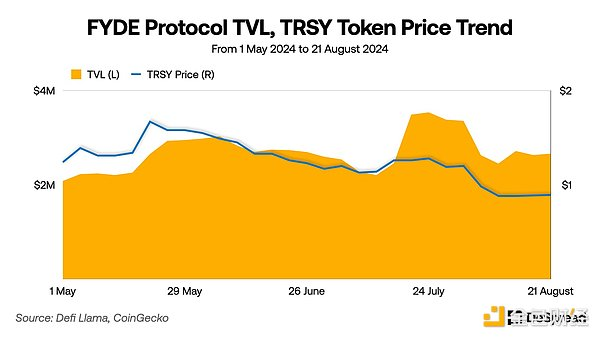 FYDE Protocol TVL, TRSY Token Price Trend
From 1 May 2024 to 21 August 2024
TVL (L) TRSY Price (R)
$4M $2
$2M $1
1 May 29 May 26 June 24 July 21 August
Source: Defi Llama, CoinGecko
DeSpread